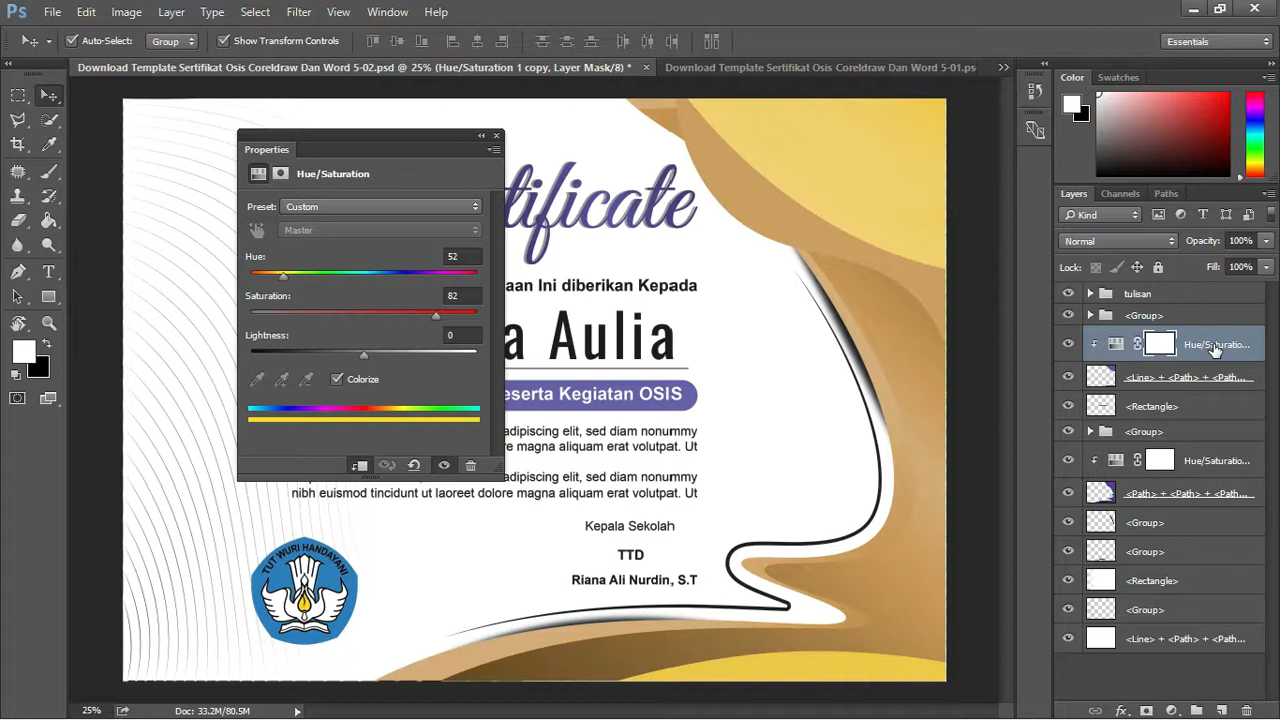 Ps File Edit Image Layer Type Select Filter View Window Help
Auto-Select: Group Show Transform Controls Essentials
Download Template Sertifikat Osis Coreldraw Dan Word 5-02.psd @ 25% (Hue/Saturation 1 copy, Layer Mask/8) * × Download Template Sertifikat Osis Coreldraw Dan Word 5-01.ps
Color Swatches
Properties
Hue/Saturation
Preset: Custom
Master
Hue: 52
Saturation: 82
Lightness: 0
Colorize
tificate
aan Ini diberikan Kepada
a Aulia
eserta Kegiatan OSIS
adipiscing elit, sed diam nonummy
re magna aliquam erat volutpat. Ut
adipiscing elit, sed diam nonummy
nibh euismod tincidunt ut laoreet dolore magna aliquam erat volutpat. Ut
Kepala Sekolah
TTD
Riana Ali Nurdin, S.T
TUT WURI HANDAYANI
Layers Channels Paths
Kind
Normal Opacity: 100%
Lock: Fill: 100%
tulisan
<Group>
Hue/Saturatio...
<Line> + <Path> + <Path...
<Rectangle>
<Group>
Hue/Saturatio...
<Path> + <Path> + <Path...
<Group>
<Group>
<Rectangle>
<Group>
<Line> + <Path> + <Path...
25% Doc: 33.2M/80.5M